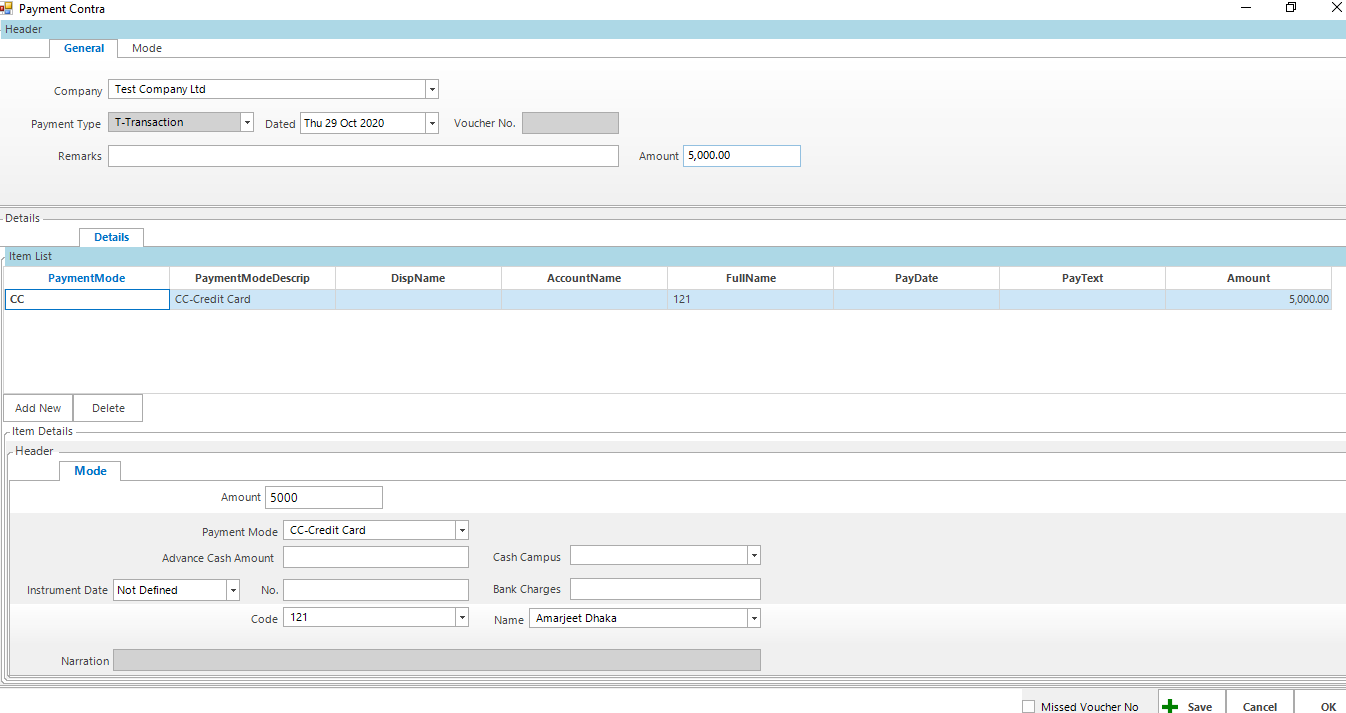 Payment Contra
Header
General Mode
Company Test Company Ltd
Payment Type T-Transaction Dated Thu 29 Oct 2020 Voucher No.
Remarks Amount 5,000.00
Details
Details
Item List
PaymentMode PaymentModeDescrip DispName AccountName FullName PayDate PayText Amount
CC CC-Credit Card 121 5,000.00
Add New Delete
Item Details
Header
Mode
Amount 5000
Payment Mode CC-Credit Card
Advance Cash Amount Cash Campus
Instrument Date Not Defined No. Bank Charges
Code 121 Name Amarjeet Dhaka
Narration
Missed Voucher No Save Cancel OK